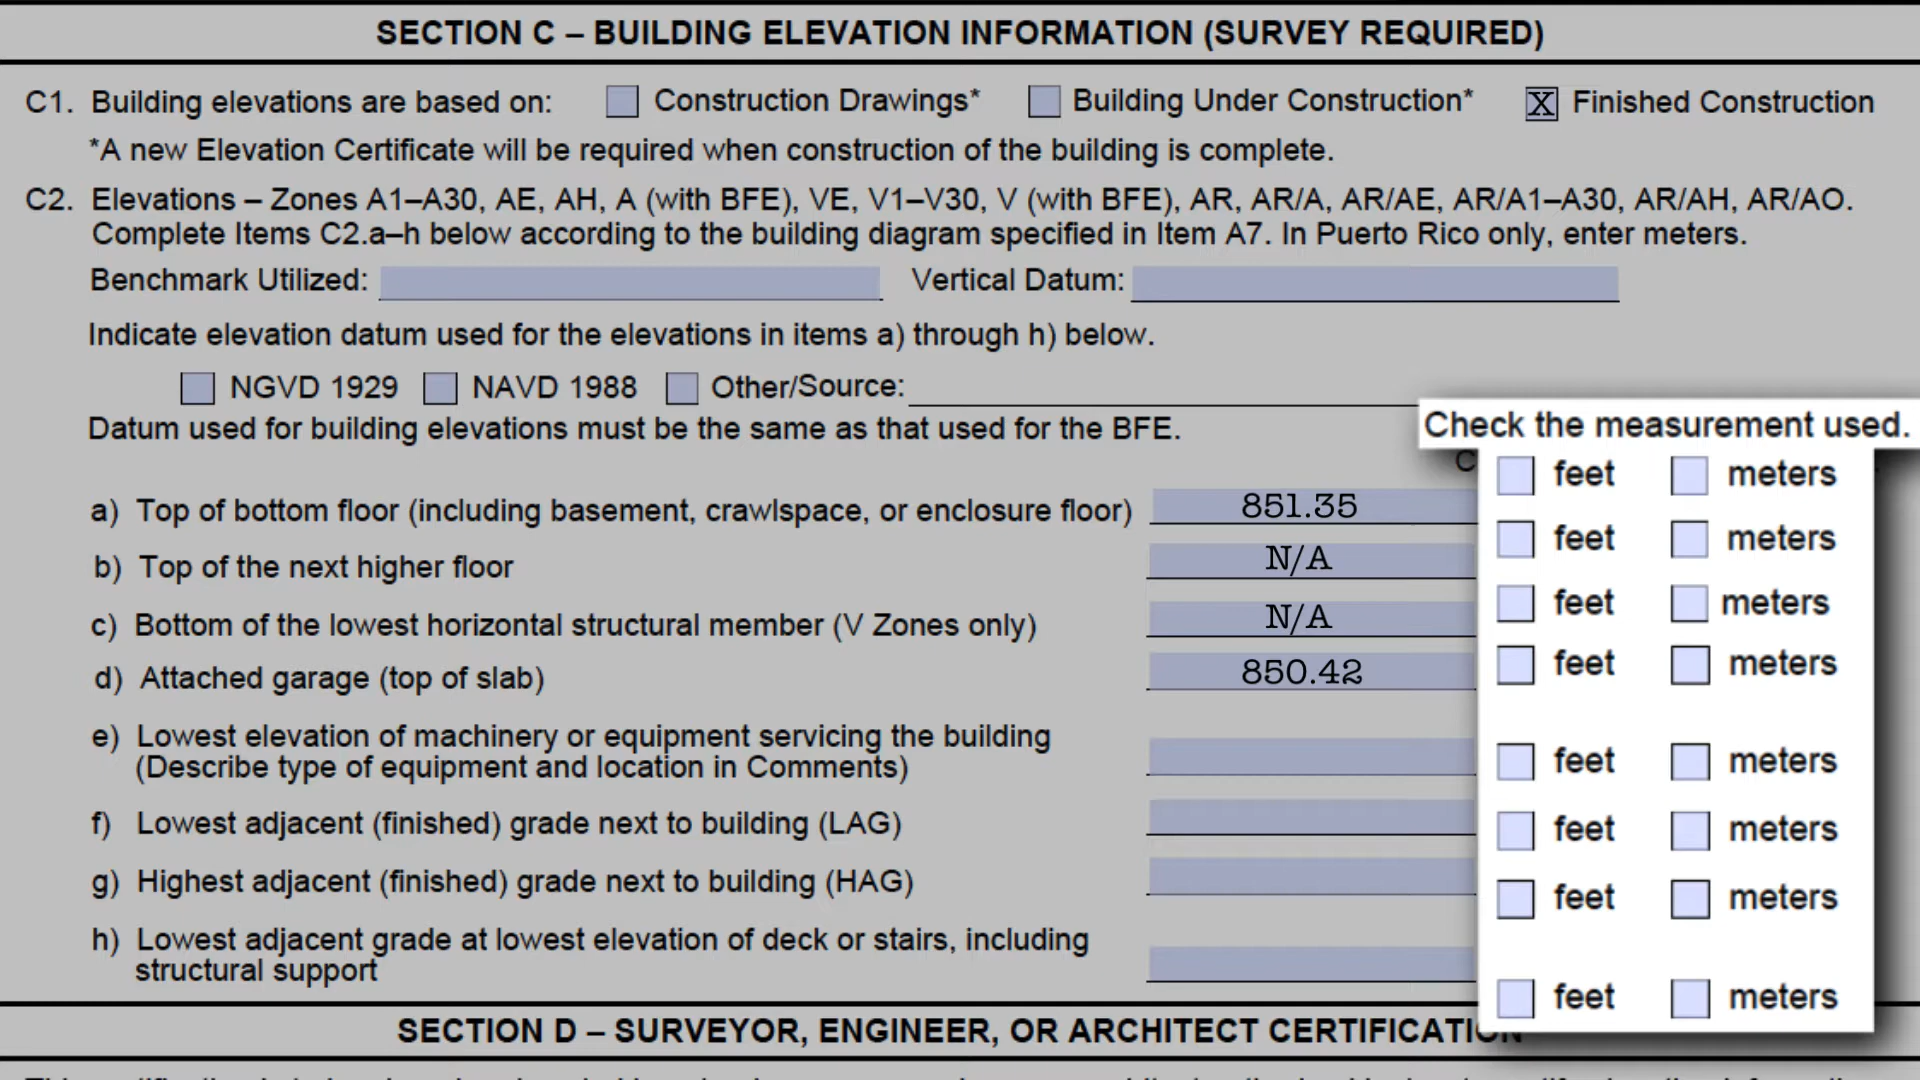 SECTION C – BUILDING ELEVATION INFORMATION (SURVEY REQUIRED)
C1. Building elevations are based on: Construction Drawings* Building Under Construction* X Finished Construction
*A new Elevation Certificate will be required when construction of the building is complete.
C2. Elevations – Zones A1–A30, AE, AH, A (with BFE), VE, V1–V30, V (with BFE), AR, AR/A, AR/AE, AR/A1–A30, AR/AH, AR/AO.
Complete Items C2.a–h below according to the building diagram specified in Item A7. In Puerto Rico only, enter meters.
Benchmark Utilized: Vertical Datum:
Indicate elevation datum used for the elevations in items a) through h) below.
NGVD 1929 NAVD 1988 Other/Source:
Datum used for building elevations must be the same as that used for the BFE.
Check the measurement used.
a) Top of bottom floor (including basement, crawlspace, or enclosure floor) 851.35 feet meters
b) Top of the next higher floor N/A feet meters
c) Bottom of the lowest horizontal structural member (V Zones only) N/A feet meters
d) Attached garage (top of slab) 850.42 feet meters
e) Lowest elevation of machinery or equipment servicing the building
(Describe type of equipment and location in Comments) feet meters
f) Lowest adjacent (finished) grade next to building (LAG) feet meters
g) Highest adjacent (finished) grade next to building (HAG) feet meters
h) Lowest adjacent grade at lowest elevation of deck or stairs, including
structural support feet meters
SECTION D – SURVEYOR, ENGINEER, OR ARCHITECT CERTIFICATION